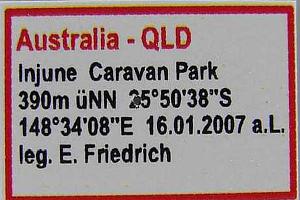 Australia - QLD
Injune Caravan Park
390m üNN 25°50'38"S
148°34'08"E 16.01.2007 a.L.
leg. E. Friedrich